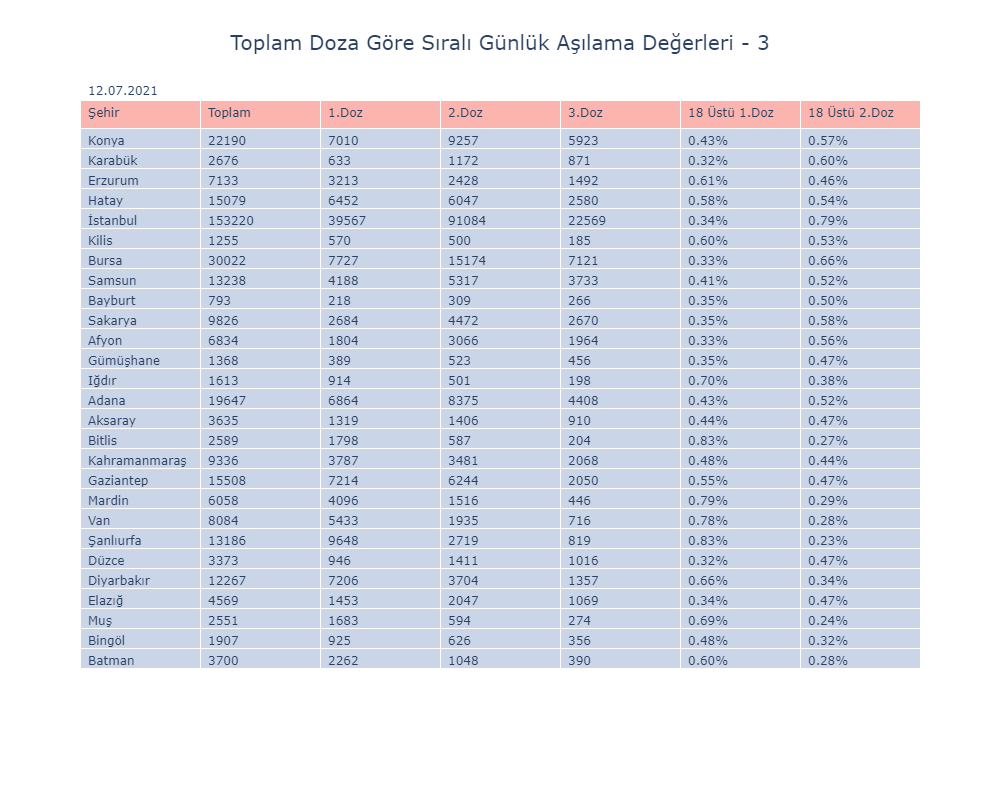 Toplam Doza Göre Sıralı Günlük Aşılama Değerleri - 3
12.07.2021
Şehir Toplam 1.Doz 2.Doz 3.Doz 18 Üstü 1.Doz 18 Üstü 2.Doz
Konya 22190 7010 9257 5923 0.43% 0.57%
Karabük 2676 633 1172 871 0.32% 0.60%
Erzurum 7133 3213 2428 1492 0.61% 0.46%
Hatay 15079 6452 6047 2580 0.58% 0.54%
İstanbul 153220 39567 91084 22569 0.34% 0.79%
Kilis 1255 570 500 185 0.60% 0.53%
Bursa 30022 7727 15174 7121 0.33% 0.66%
Samsun 13238 4188 5317 3733 0.41% 0.52%
Bayburt 793 218 309 266 0.35% 0.50%
Sakarya 9826 2684 4472 2670 0.35% 0.58%
Afyon 6834 1804 3066 1964 0.33% 0.56%
Gümüşhane 1368 389 523 456 0.35% 0.47%
Iğdır 1613 914 501 198 0.70% 0.38%
Adana 19647 6864 8375 4408 0.43% 0.52%
Aksaray 3635 1319 1406 910 0.44% 0.47%
Bitlis 2589 1798 587 204 0.83% 0.27%
Kahramanmaraş 9336 3787 3481 2068 0.48% 0.44%
Gaziantep 15508 7214 6244 2050 0.55% 0.47%
Mardin 6058 4096 1516 446 0.79% 0.29%
Van 8084 5433 1935 716 0.78% 0.28%
Şanlıurfa 13186 9648 2719 819 0.83% 0.23%
Düzce 3373 946 1411 1016 0.32% 0.47%
Diyarbakır 12267 7206 3704 1357 0.66% 0.34%
Elazığ 4569 1453 2047 1069 0.34% 0.47%
Muş 2551 1683 594 274 0.69% 0.24%
Bingöl 1907 925 626 356 0.48% 0.32%
Batman 3700 2262 1048 390 0.60% 0.28%